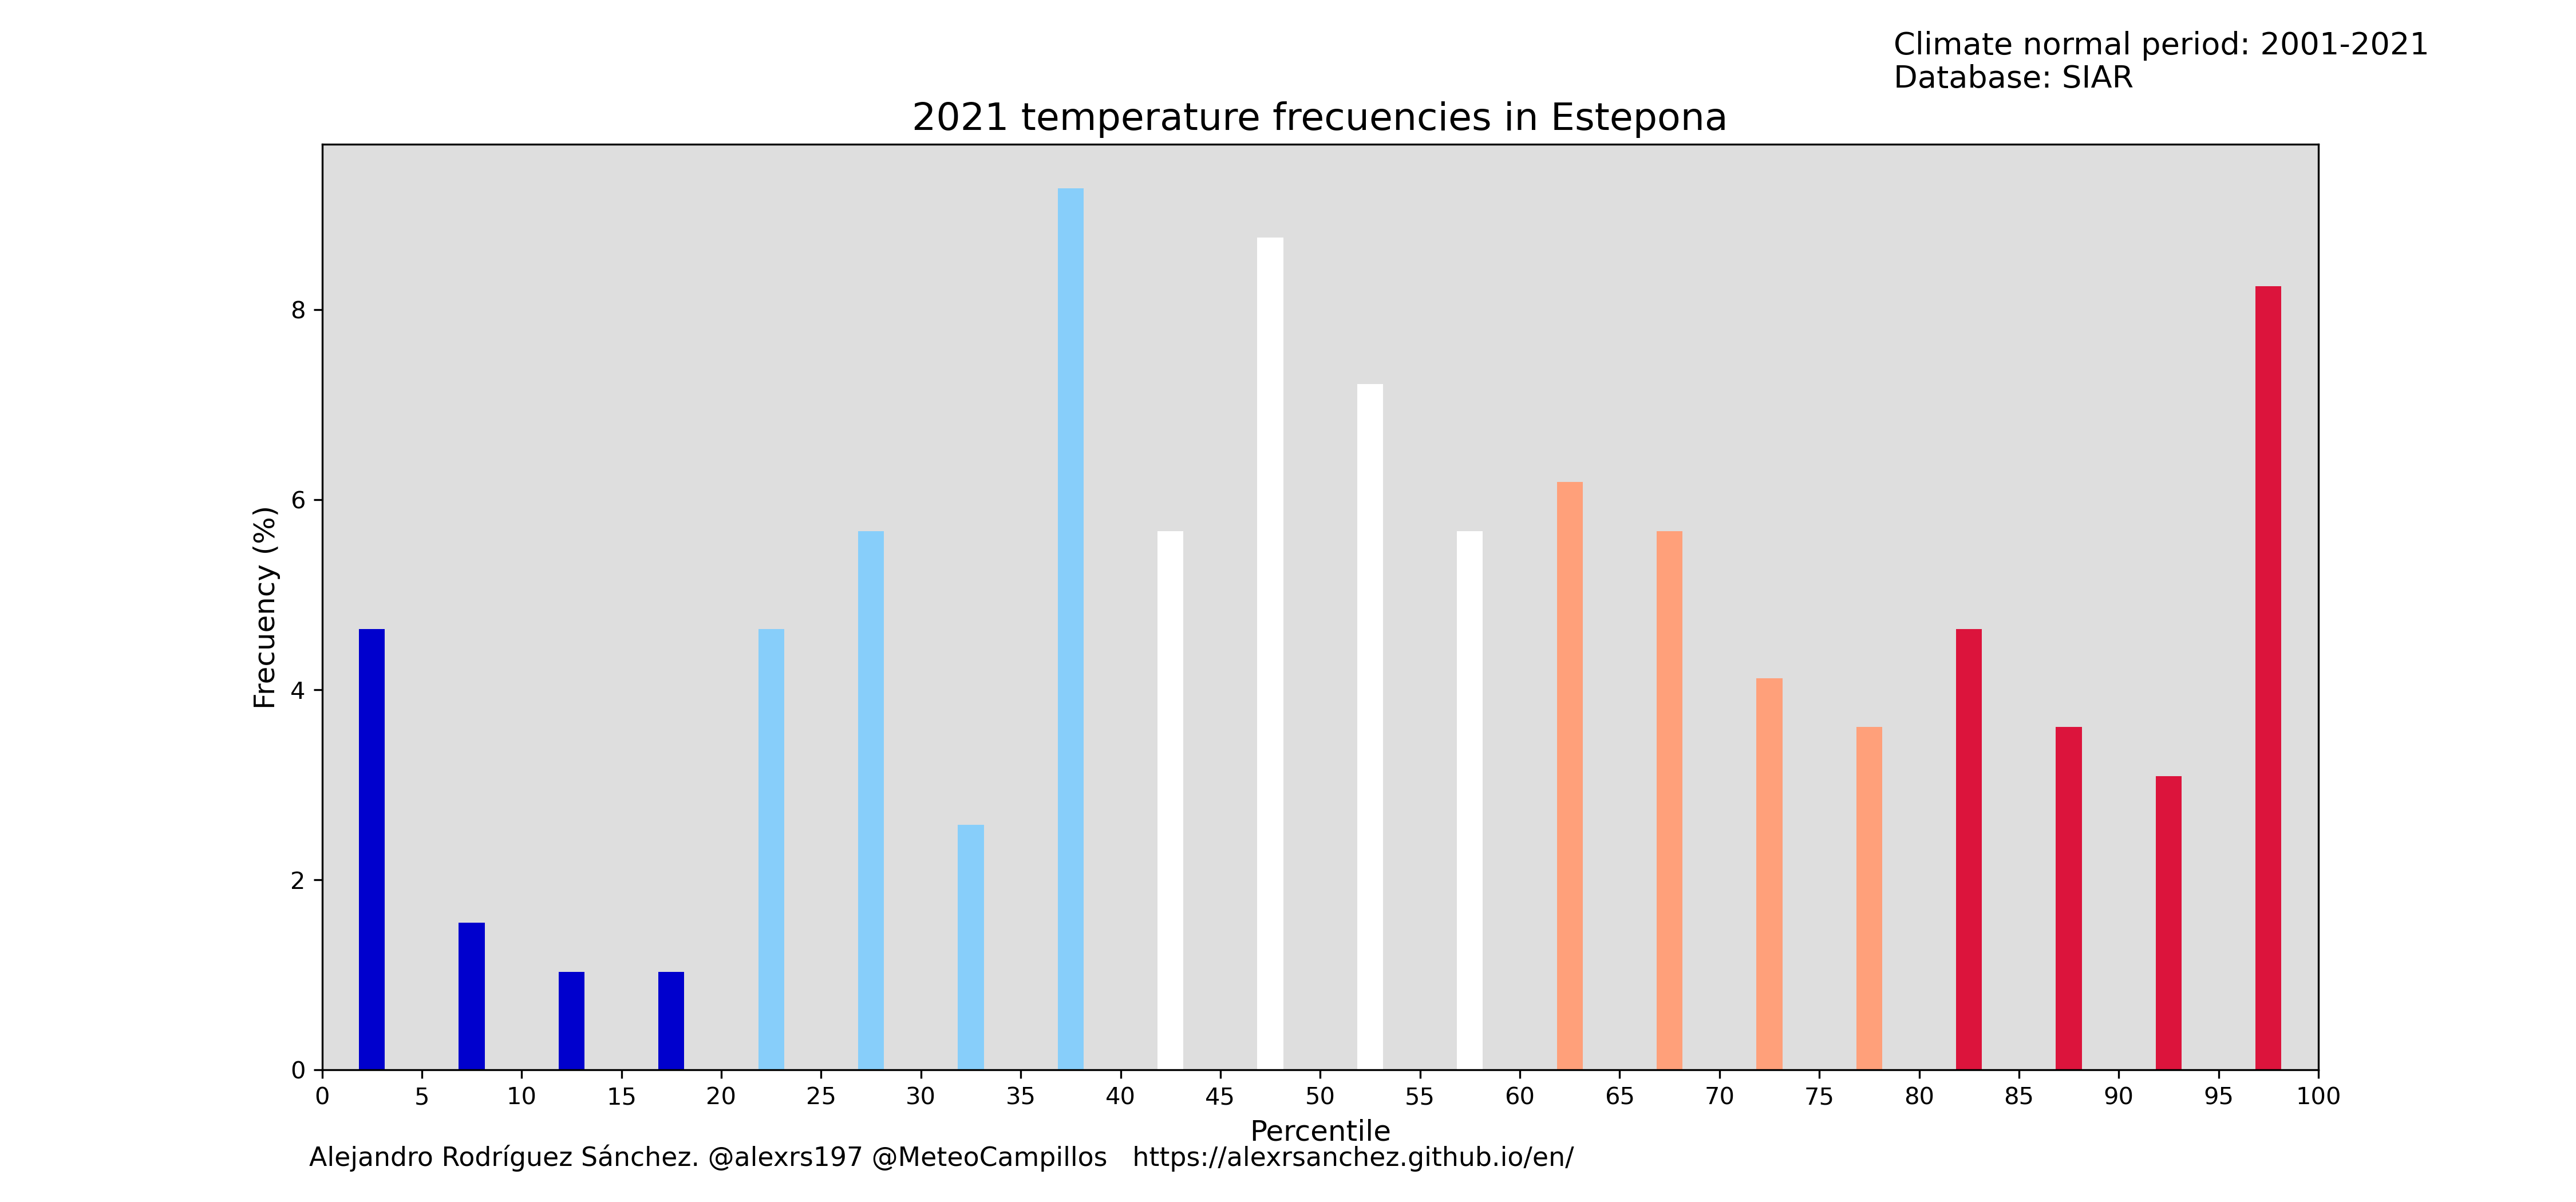 Climate normal period: 2001-2021
Database: SIAR
2021 temperature frecuencies in Estepona
Frecuency (%)
8
6
4
2
0
0 5 10 15 20 25 30 35 40 45 50 55 60 65 70 75 80 85 90 95 100
Percentile
Alejandro Rodríguez Sánchez. @alexrs197 @MeteoCampillos https://alexrsanchez.github.io/en/